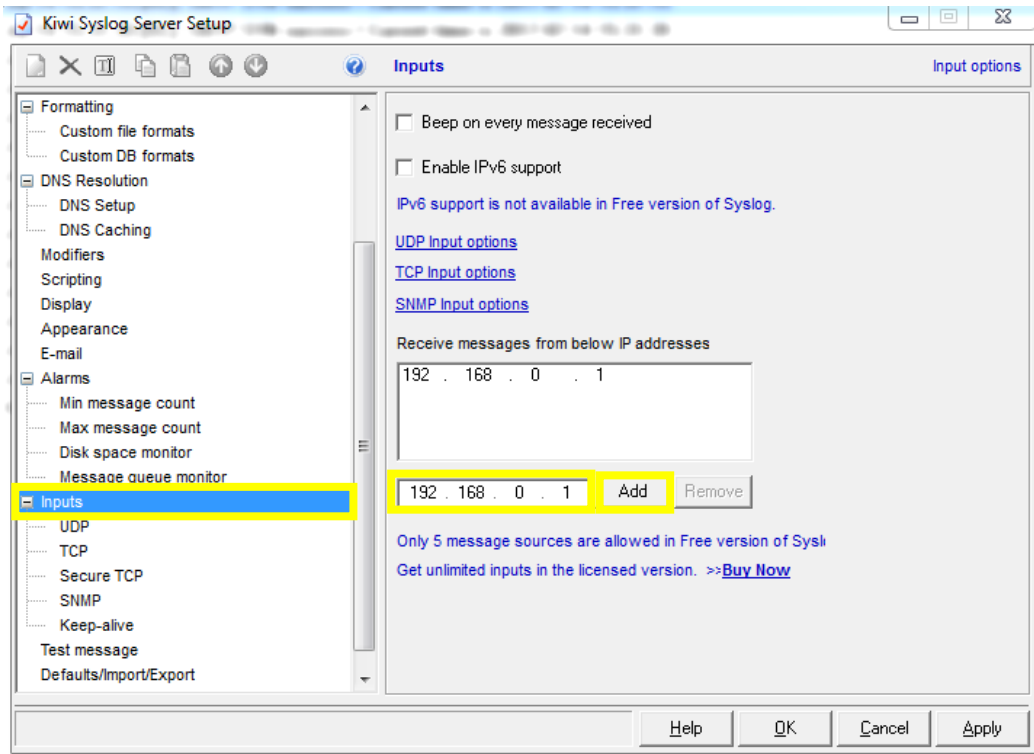 Kiwi Syslog Server Setup
Inputs
Input options
Formatting
Custom file formats
Custom DB formats
DNS Resolution
DNS Setup
DNS Caching
Modifiers
Scripting
Display
Appearance
E-mail
Alarms
Min message count
Max message count
Disk space monitor
Message queue monitor
Inputs
UDP
TCP
Secure TCP
SNMP
Keep-alive
Test message
Defaults/Import/Export
Beep on every message received
Enable IPv6 support
IPv6 support is not available in Free version of Syslog.
UDP Input options
TCP Input options
SNMP Input options
Receive messages from below IP addresses
192 . 168 . 0 . 1
192 . 168 . 0 . 1 Add Remove
Only 5 message sources are allowed in Free version of Sysl
Get unlimited inputs in the licensed version. >>Buy Now
Help OK Cancel Apply